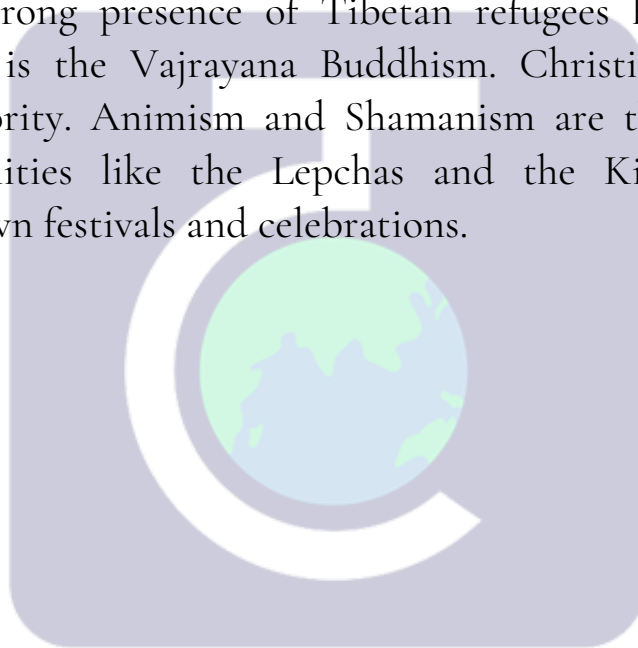 presence of Tibetan refugees
is the Vajrayana Buddhism.
Animism and Shamanism are
like the Lepchas and the
festivals and celebrations.